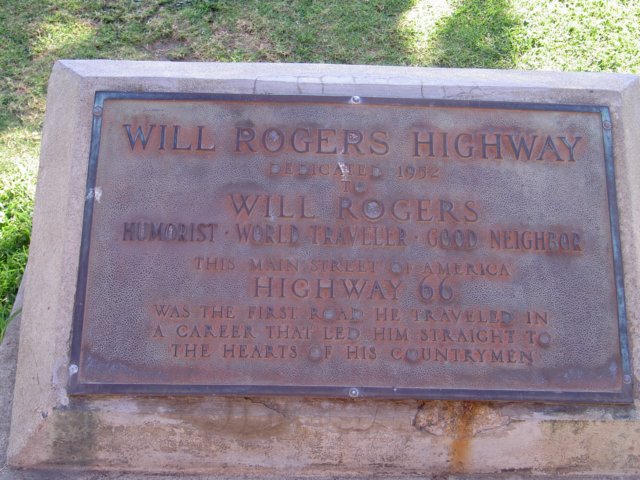 WILL ROGERS HIGHWAY
DEDICATED 1952
TO
WILL ROGERS
HUMORIST · WORLD TRAVELER · GOOD NEIGHBOR
THIS MAIN STREET OF AMERICA
HIGHWAY 66
WAS THE FIRST ROAD HE TRAVELED IN
A CAREER THAT LED HIM STRAIGHT TO
THE HEARTS OF HIS COUNTRYMEN